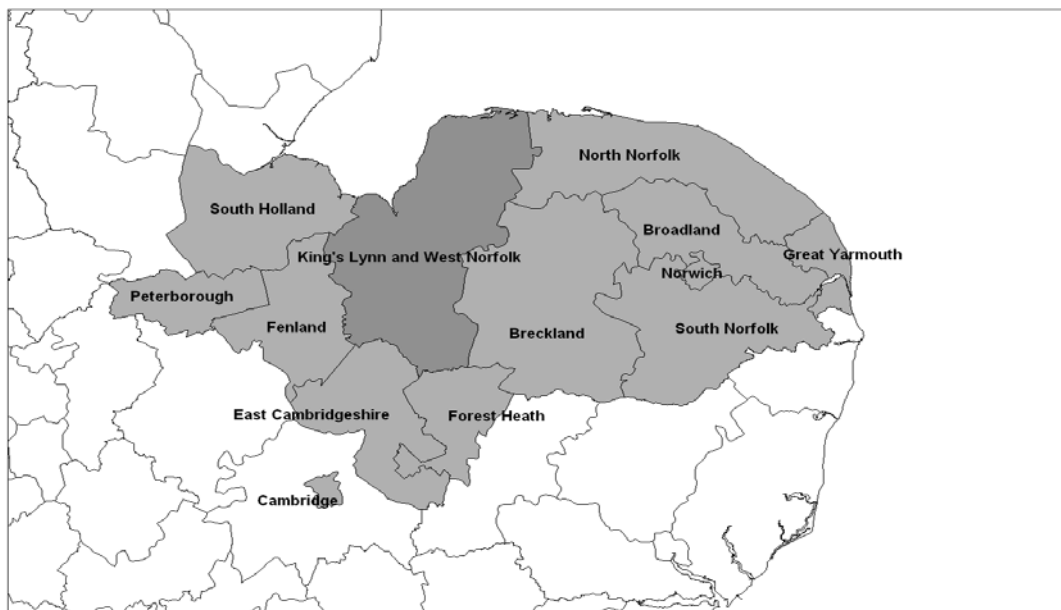 North Norfolk
South Holland
Broadland
King's Lynn and West Norfolk
Great Yarmouth
Norwich
Peterborough
Fenland
Breckland
South Norfolk
East Cambridgeshire
Forest Heath
Cambridge